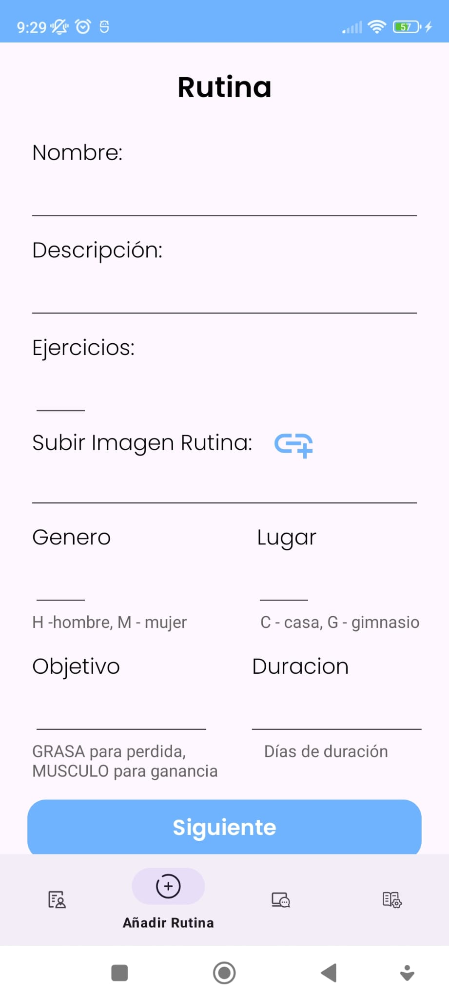 9:29
57
Rutina
Nombre:
Descripción:
Ejercicios:
Subir Imagen Rutina:
Genero Lugar
H -hombre, M - mujer C - casa, G - gimnasio
Objetivo Duracion
GRASA para perdida, Días de duración
MUSCULO para ganancia
Siguiente
Añadir Rutina